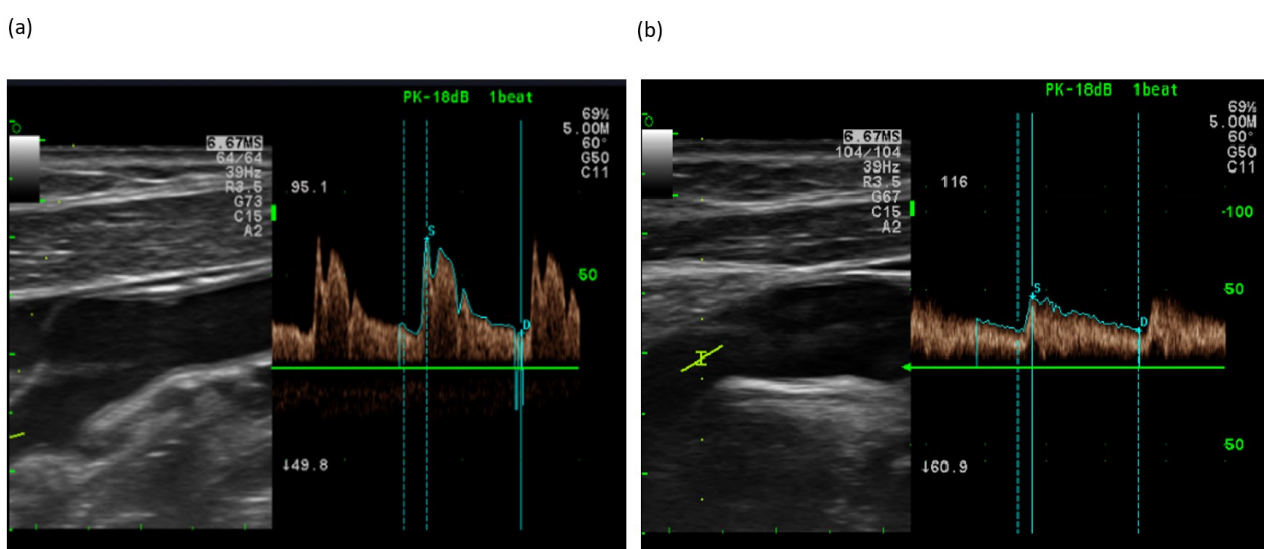 (a)
PK-18dB 1beat
69%
5.00M
60°
G50
C11
6.67MS
64/64
39Hz
R3.5
G73
C15
A2
95.1
S
50
D
↓49.8
(b)
PK-18dB 1beat
69%
5.00M
60°
G50
C11
6.67MS
104/104
39Hz
R3.5
G67
C15
A2
116
-100
S
50
D
50
↓60.9